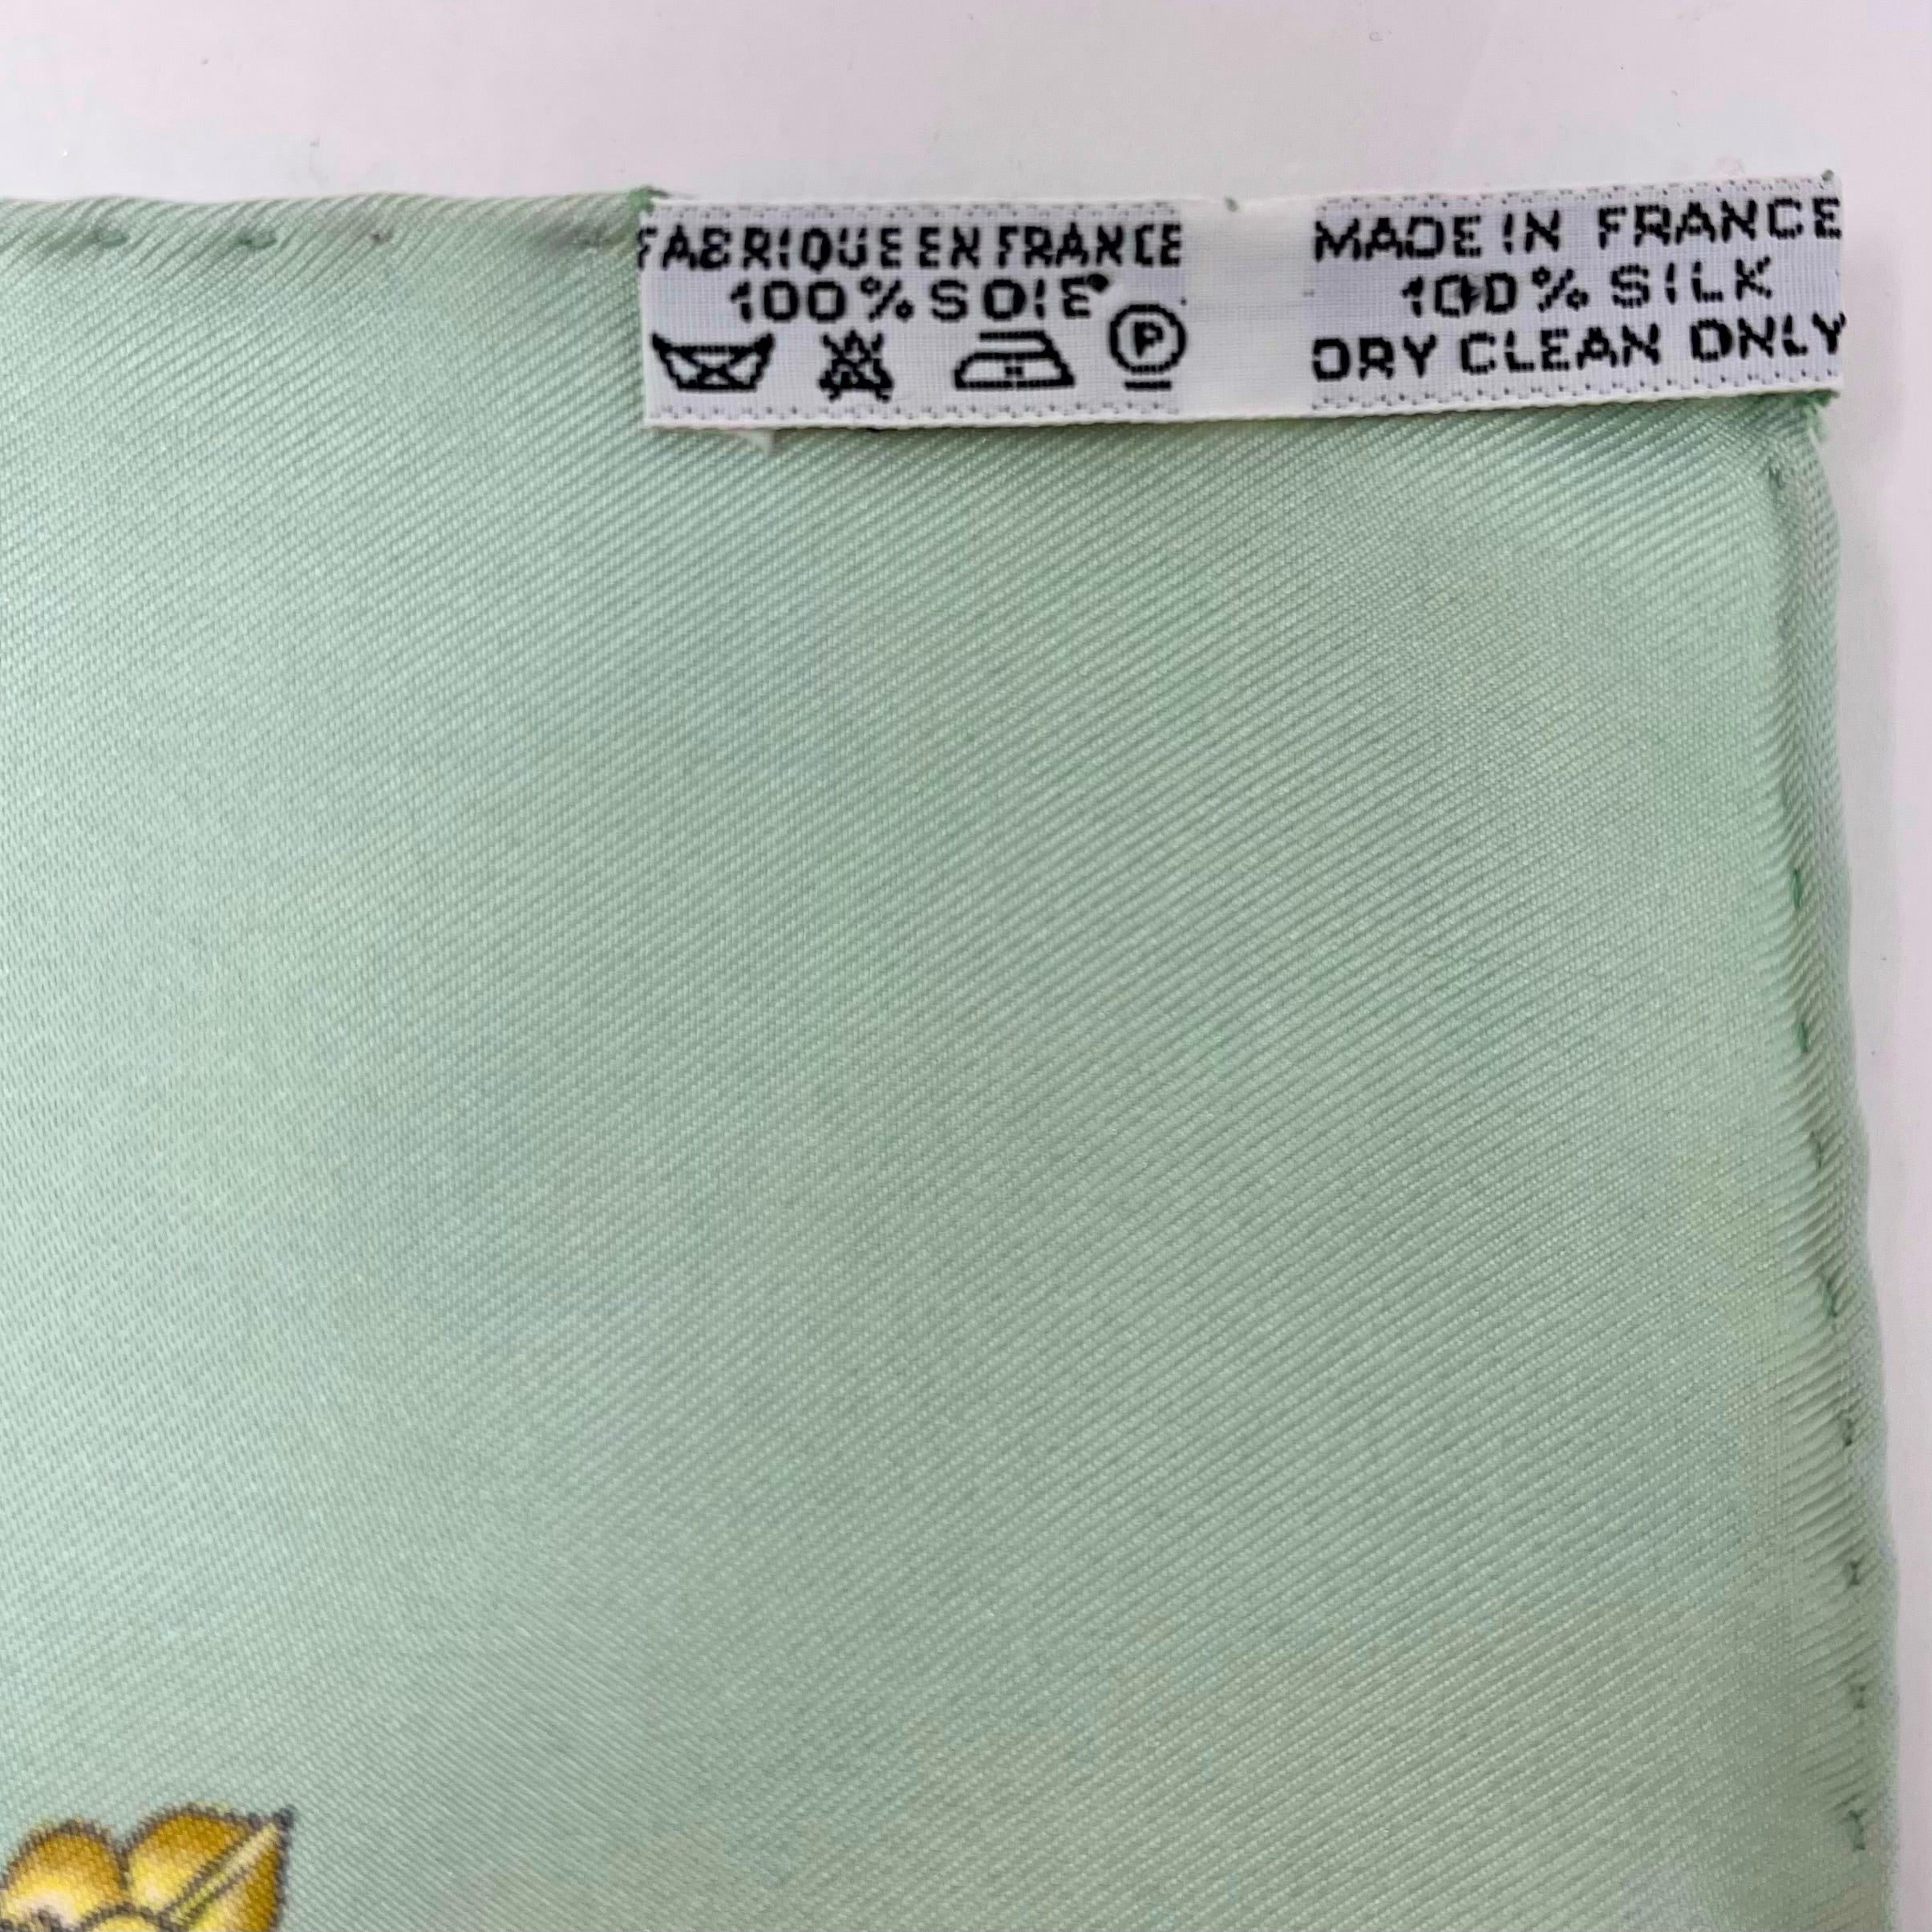 FABRIQUE EN FRANCE
100% SOIE
P
MADE IN FRANCE
100% SILK
DRY CLEAN ONLY